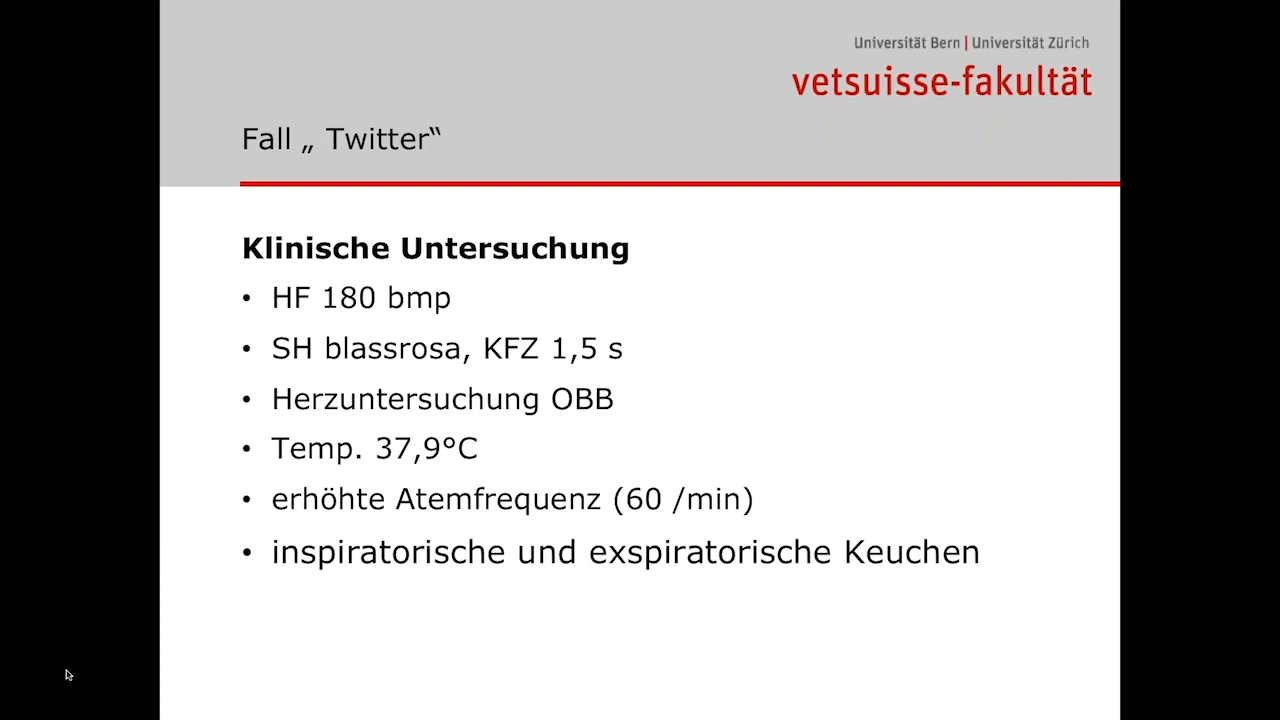 Universität Bern | Universität Zürich
vetsuisse-fakultät
Fall „ Twitter“
Klinische Untersuchung
• HF 180 bmp
• SH blassrosa, KFZ 1,5 s
• Herzuntersuchung OBB
• Temp. 37,9°C
• erhöhte Atemfrequenz (60 /min)
• inspiratorische und exspiratorische Keuchen